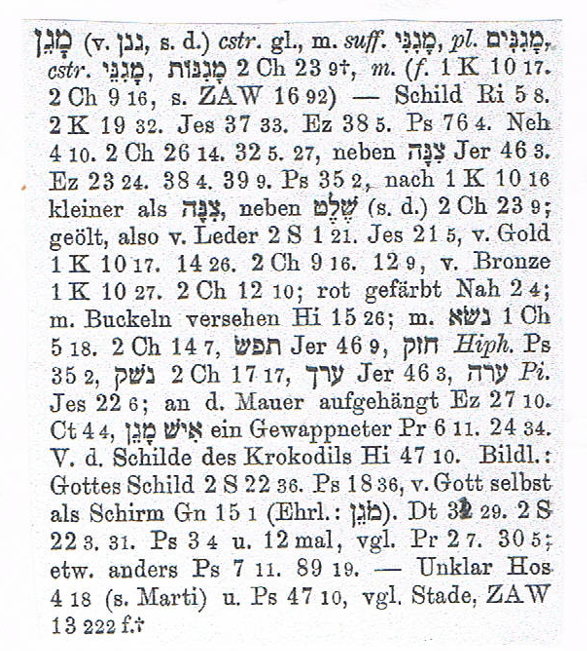 מָגֵן (v. גנן, s. d.) cstr. gl., m. suff. מָגִנִּי, pl. מָגִנִּים,
cstr. מָגִנֵּי, מָגִנּוֹת 2 Ch 23 9†, m. (f. 1 K 10 17.
2 Ch 9 16, s. ZAW 16 92) — Schild Ri 5 8.
2 K 19 32. Jes 37 33. Ez 38 5. Ps 76 4. Neh
4 10. 2 Ch 26 14. 32 5. 27, neben צִנָּה Jer 46 3.
Ez 23 24. 38 4. 39 9. Ps 35 2, nach 1 K 10 16
kleiner als צִנָּה, neben שֶׁלֶט (s. d.) 2 Ch 23 9;
geölt, also v. Leder 2 S 1 21. Jes 21 5, v. Gold
1 K 10 17. 14 26. 2 Ch 9 16. 12 9, v. Bronze
1 K 10 27. 2 Ch 12 10; rot gefärbt Nah 2 4;
m. Buckeln versehen Hi 15 26; m. נשׂא 1 Ch
5 18. 2 Ch 14 7, תפשׂ Jer 46 9, חזק Hiph. Ps
35 2, נשק 2 Ch 17 17, ערך Jer 46 3, ערה Pi.
Jes 22 6; an d. Mauer aufgehängt Ez 27 10.
Ct 4 4, אִישׁ מָגֵן ein Gewappneter Pr 6 11. 24 34.
V. d. Schilde des Krokodils Hi 47 10. Bildl.:
Gottes Schild 2 S 22 36. Ps 18 36, v. Gott selbst
als Schirm Gn 15 1 (Ehrl.: מֹגֵן). Dt 29. 2 S
22 3. 31. Ps 3 4 u. 12 mal, vgl. Pr 2 7. 30 5;
etw. anders Ps 7 11. 89 19. — Unklar Hos
4 18 (s. Marti) u. Ps 47 10, vgl. Stade, ZAW
13 222 f.†